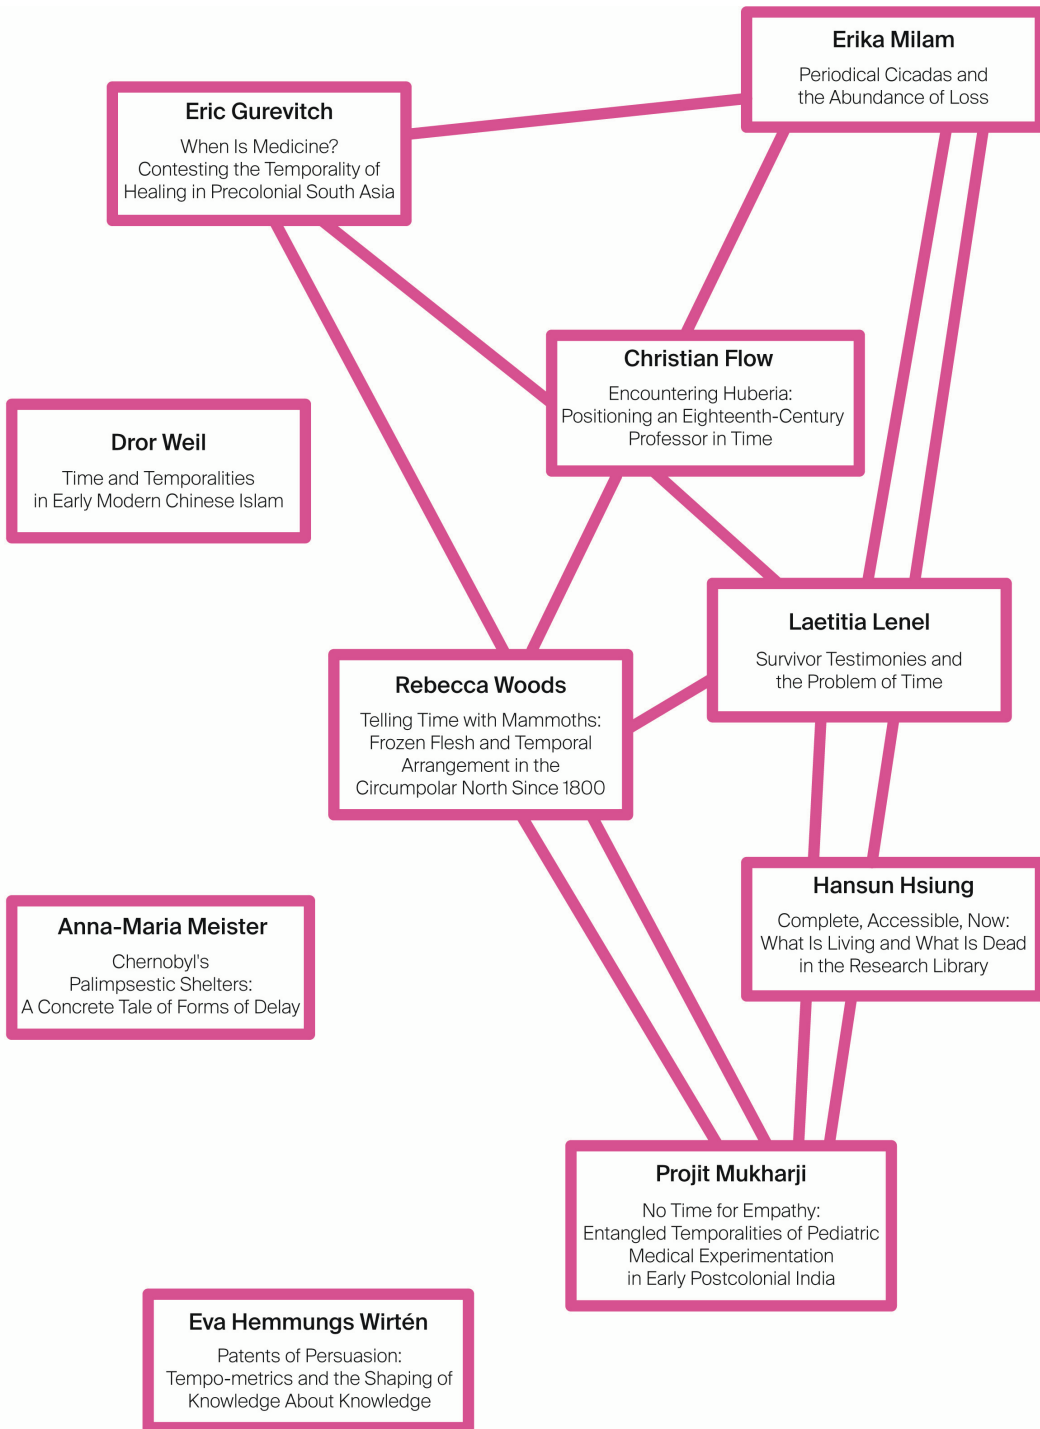 Erika Milam
Periodical Cicadas and
the Abundance of Loss
Eric Gurevitch
When Is Medicine?
Contesting the Temporality of
Healing in Precolonial South Asia
Christian Flow
Encountering Huberia:
Positioning an Eighteenth-Century
Professor in Time
Dror Weil
Time and Temporalities
in Early Modern Chinese Islam
Laetitia Lenel
Survivor Testimonies and
the Problem of Time
Rebecca Woods
Telling Time with Mammoths:
Frozen Flesh and Temporal
Arrangement in the
Circumpolar North Since 1800
Hansun Hsiung
Complete, Accessible, Now:
What Is Living and What Is Dead
in the Research Library
Anna-Maria Meister
Chernobyl's
Palimpsestic Shelters:
A Concrete Tale of Forms of Delay
Projit Mukharji
No Time for Empathy:
Entangled Temporalities of Pediatric
Medical Experimentation
in Early Postcolonial India
Eva Hemmungs Wirtén
Patents of Persuasion:
Tempo-metrics and the Shaping of
Knowledge About Knowledge